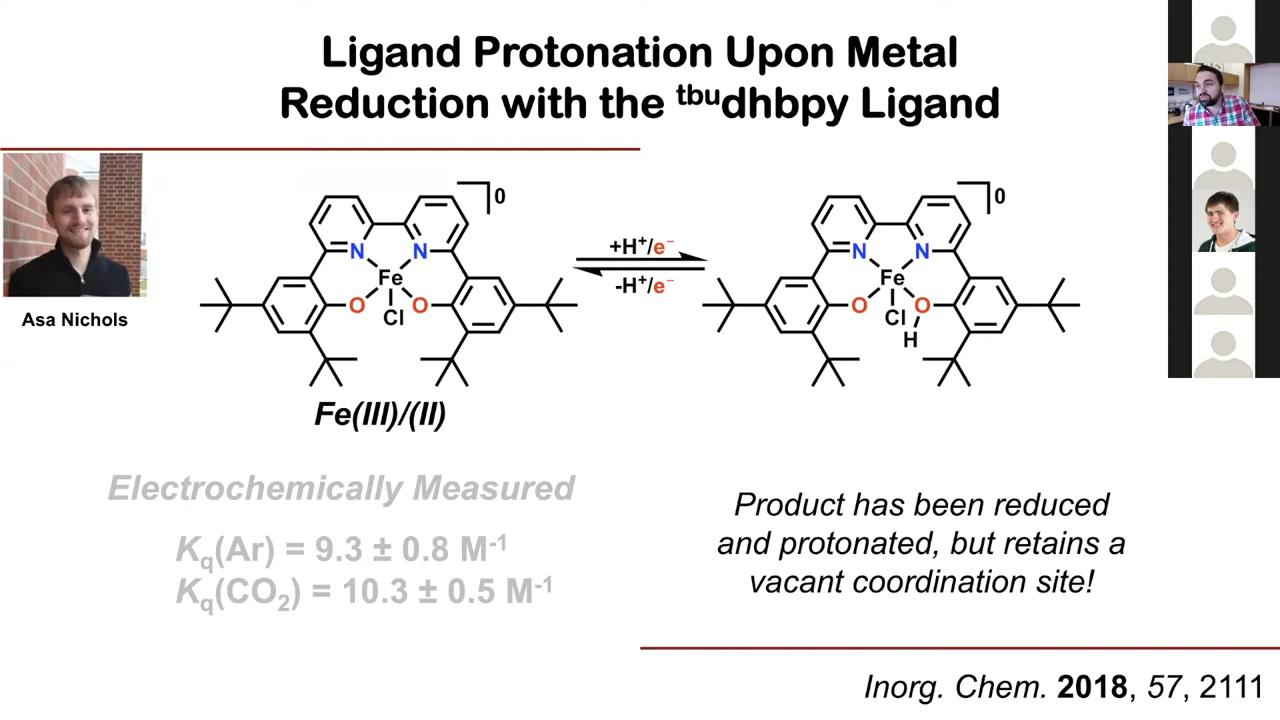 Ligand Protonation Upon Metal
Reduction with the ᵗᵇᵘdhbpy Ligand
Asa Nichols
]⁰
N N
Fe
O O
Cl
Fe(III)/(II)
+H⁺/e⁻
-H⁺/e⁻
]⁰
N N
Fe
O O
Cl
H
Electrochemically Measured
Kq(Ar) = 9.3 ± 0.8 M⁻¹
Kq(CO₂) = 10.3 ± 0.5 M⁻¹
Product has been reduced
and protonated, but retains a
vacant coordination site!
Inorg. Chem. 2018, 57, 2111